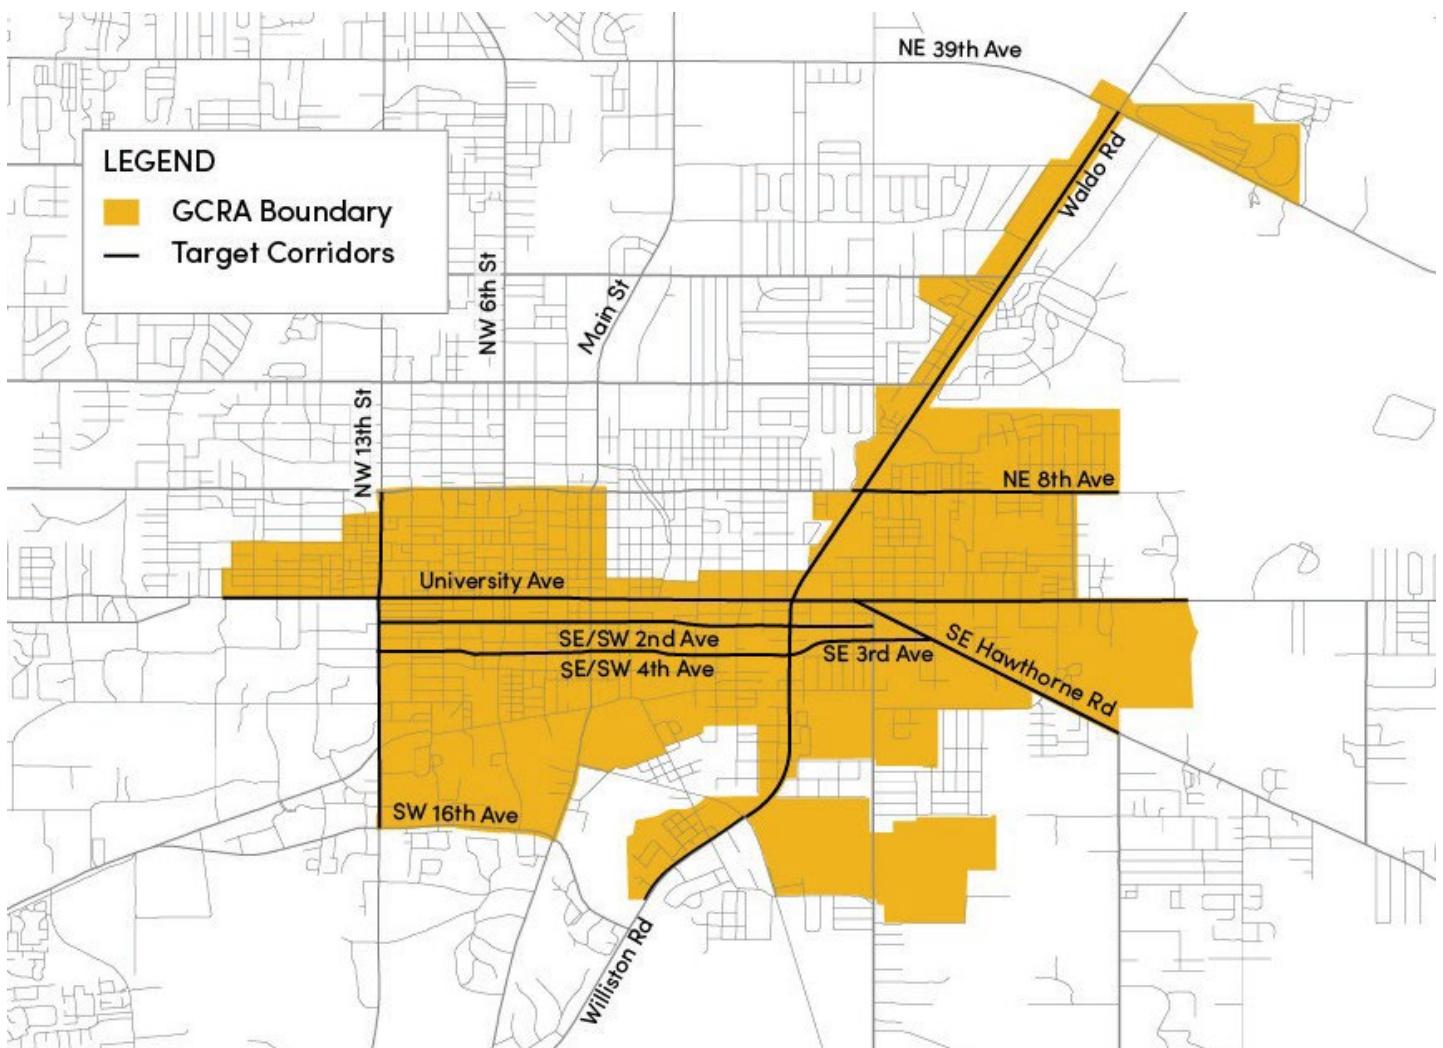 NE 39th Ave
LEGEND
GCRA Boundary
Target Corridors
Waldo Rd
NW 6th St
Main St
NW 13th St
NE 8th Ave
University Ave
SE/SW 2nd Ave
SE 3rd Ave
SE Hawthorne Rd
SE/SW 4th Ave
SW 16th Ave
Williston Rd